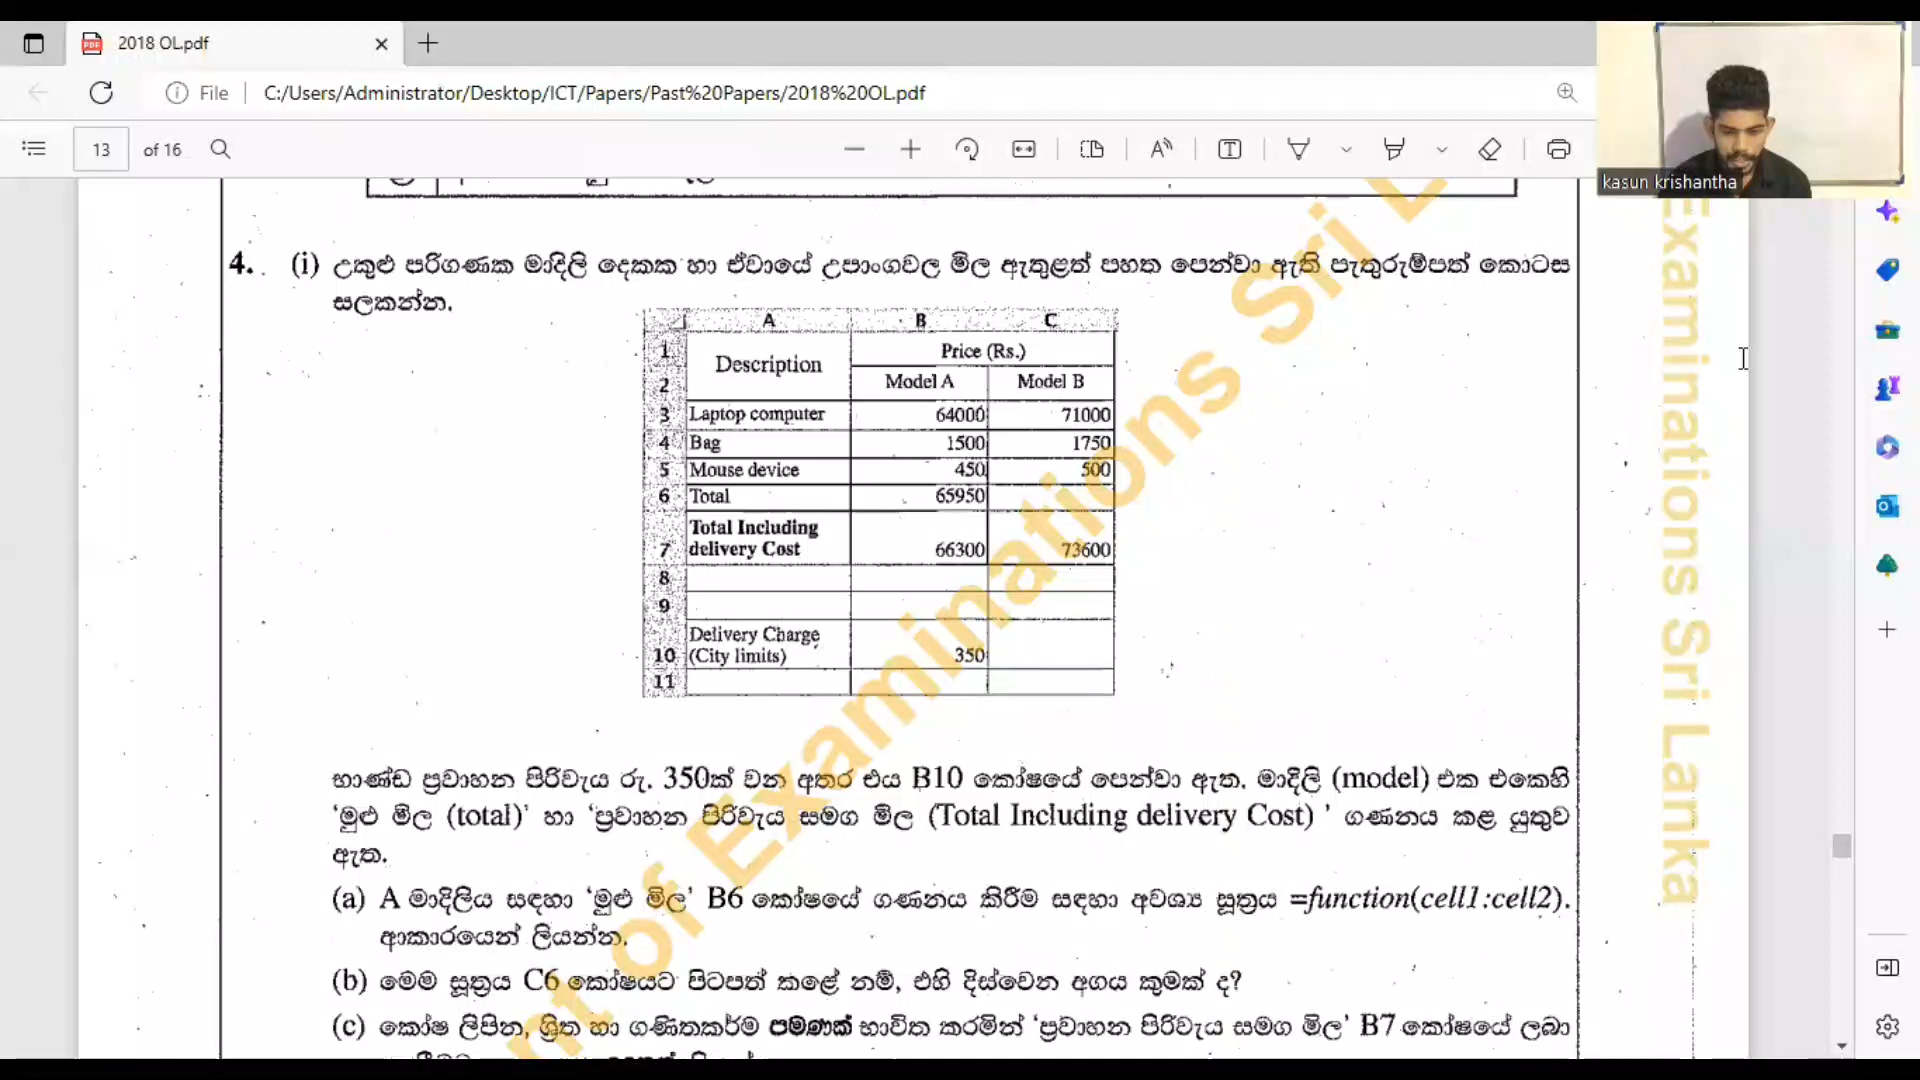 2018 OL.pdf
File
C:/Users/Administrator/Desktop/ICT/Papers/Past%20Papers/2018%20OL.pdf
13 of 16
kasun krishantha
4. (i) උකුළු පරිගණක මාදිලි දෙකක හා ඒවායේ උපාංගවල මිල ඇතුළත් පහත පෙන්වා ඇති පැතුරුම්පත් කොටස
සලකන්න.
A B C
1 Description Price (Rs.)
2 Model A Model B
3 Laptop computer 64000 71000
4 Bag 1500 1750
5 Mouse device 450 500
6 Total 65950
Total Including
7 delivery Cost 66300 73600
8
9
Delivery Charge
10 (City limits) 350
11
භාණ්ඩ ප්‍රවාහන පිරිවැය රු. 350ක් වන අතර එය B10 කෝෂයේ පෙන්වා ඇත. මාදිලි (model) එක එකෙහි
‘මුළු මිල (total)’ හා ‘ප්‍රවාහන පිරිවැය සමග මිල (Total Including delivery Cost) ’ ගණනය කළ යුතුව
ඇත.
(a) A මාදිලිය සඳහා ‘මුළු මිල’ B6 කෝෂයේ ගණනය කිරීම සඳහා අවශ්‍ය සූත්‍රය =function(cell1:cell2).
ආකාරයෙන් ලියන්න.
(b) මෙම සූත්‍රය C6 කෝෂයට පිටපත් කළේ නම්, එහි දිස්වෙන අගය කුමක් ද?
(c) කෝෂ ලිපින, ශ්‍රිත හා ගණිතකර්ම පමණක් භාවිත කරමින් ‘ප්‍රවාහන පිරිවැය සමග මිල’ B7 කෝෂයේ ලබා
nt of Examinations Sri L
Examinations Sri Lanka